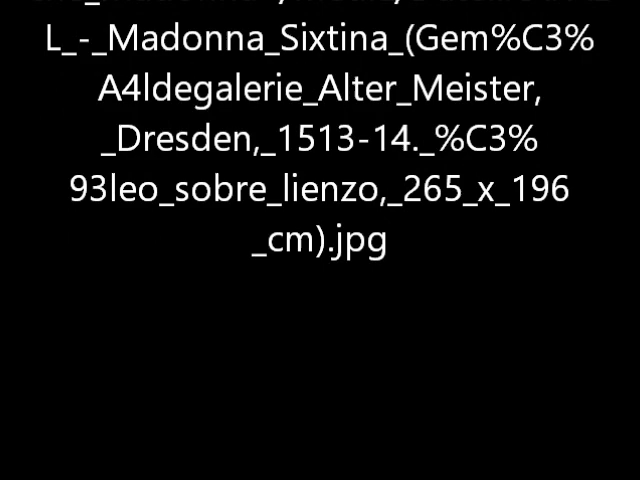 L_-_Madonna_Sixtina_(Gem%C3%
A4ldegalerie_Alter_Meister,
_Dresden,_1513-14._%C3%
93leo_sobre_lienzo,_265_x_196
_cm).jpg